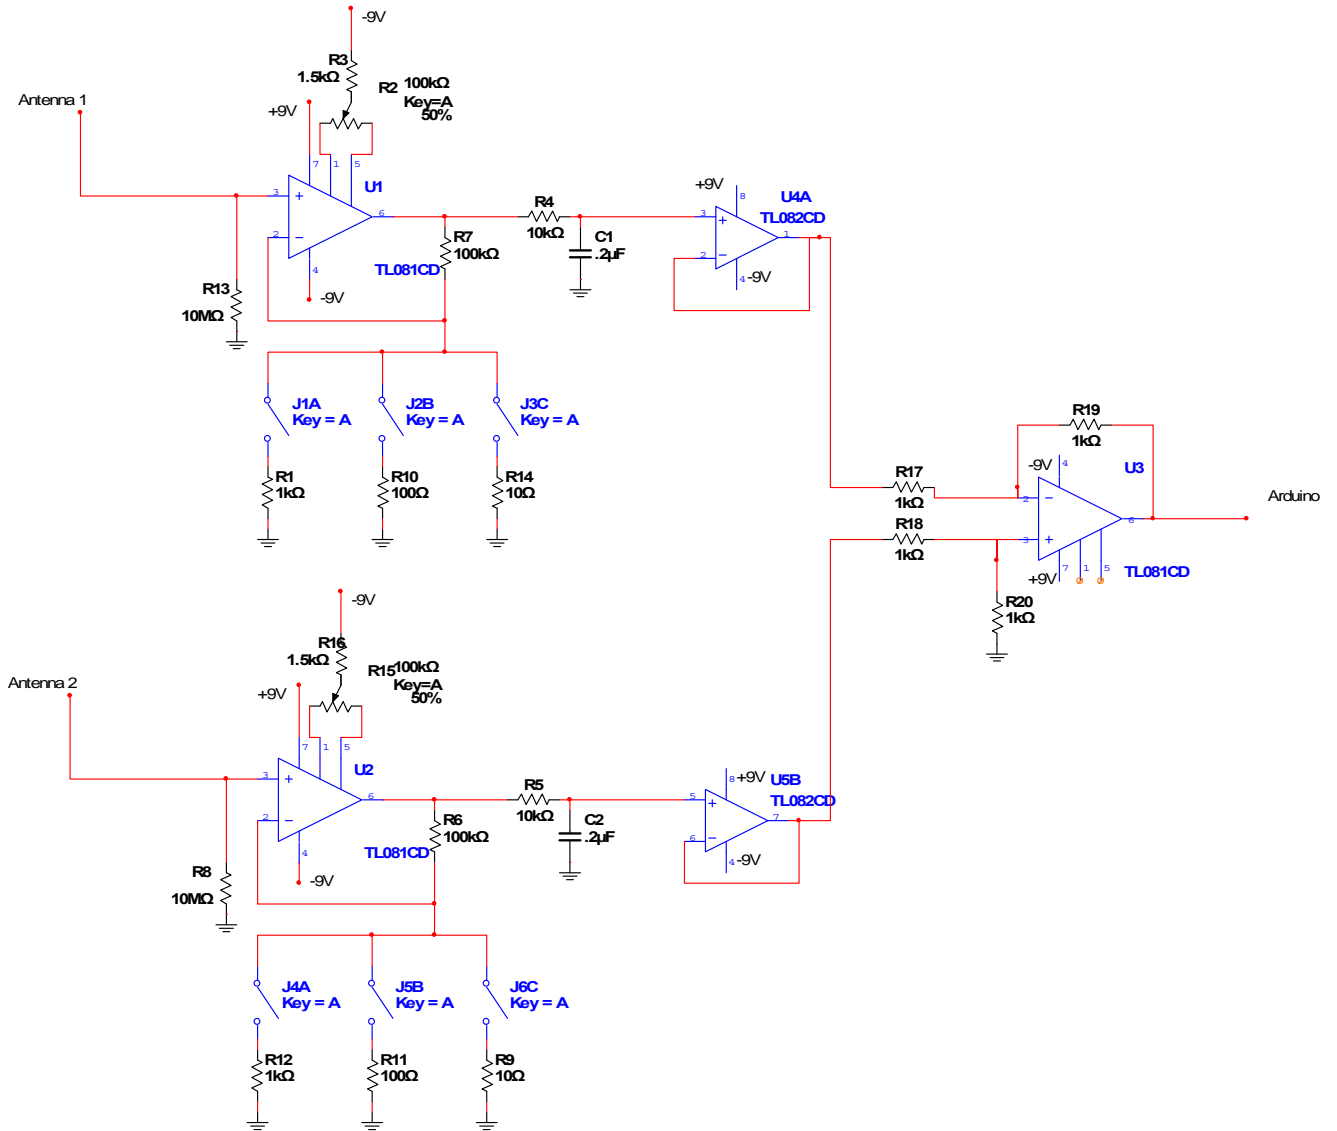 -9V
R3
1.5kΩ
R2
100kΩ
Key=A
50%
Antenna 1
+9V
7
1
5
U1
3
+
6
2
−
4
-9V
TL081CD
R7
100kΩ
R13
10MΩ
R4
10kΩ
C1
.2µF
+9V
8
U4A
TL082CD
3
+
1
2
−
4
-9V
J1A
Key = A
J2B
Key = A
J3C
Key = A
R1
1kΩ
R10
100Ω
R14
10Ω
R19
1kΩ
R17
1kΩ
R18
1kΩ
-9V
4
U3
2
−
6
3
+
7
1
5
+9V
TL081CD
Arduino
R20
1kΩ
-9V
R16
1.5kΩ
R15
100kΩ
Key=A
50%
Antenna 2
+9V
7
1
5
U2
3
+
6
2
−
4
-9V
TL081CD
R6
100kΩ
R8
10MΩ
R5
10kΩ
C2
.2µF
8
+9V
U5B
TL082CD
5
+
7
6
−
4
-9V
J4A
Key = A
J5B
Key = A
J6C
Key = A
R12
1kΩ
R11
100Ω
R9
10Ω